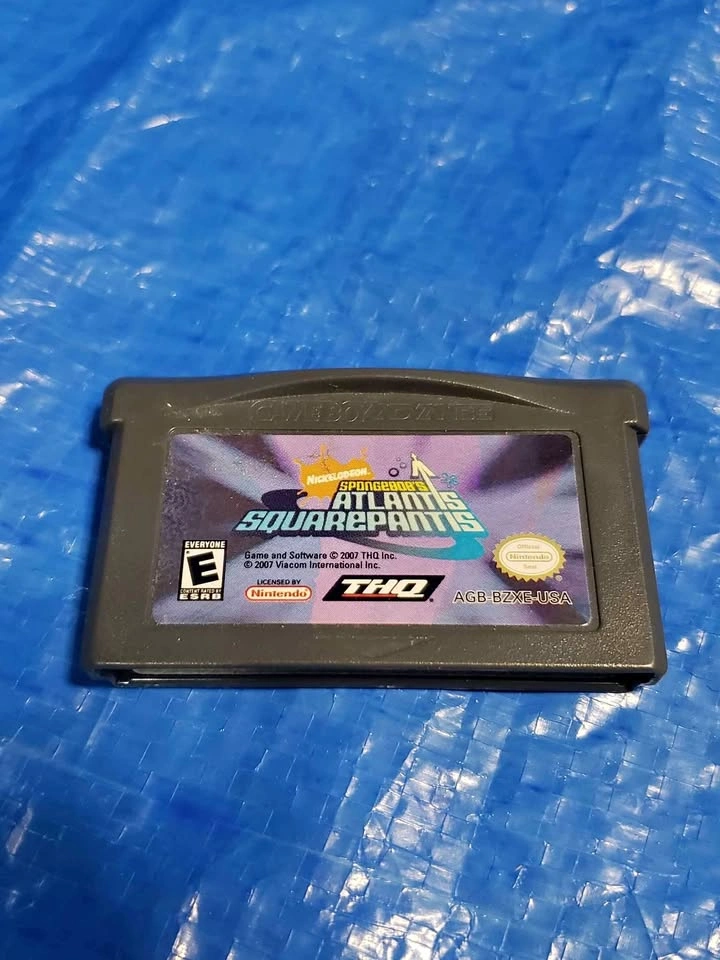 GAME BOY ADVANCE
NICKELODEON.
SPONGEBOB'S
ATLANTIS
SQUAREPANTIS
EVERYONE
E
CONTENT RATED BY
ESRB
Game and Software © 2007 THQ Inc.
© 2007 Viacom International Inc.
LICENSED BY
Nintendo
THQ
Official
Nintendo
Seal
AGB-BZXE-USA